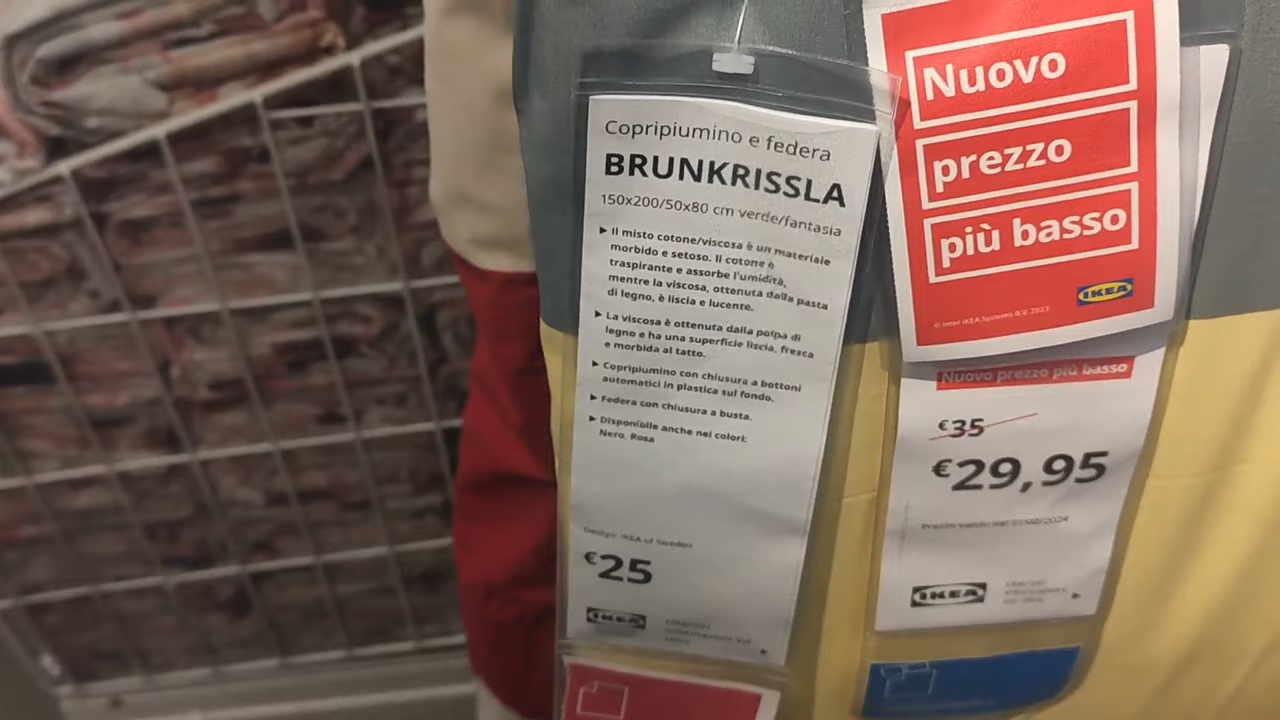 Copripiumino e federa
BRUNKRISSLA
150x200/50x80 cm verde/fantasia
▶ Il misto cotone/viscosa è un materiale
morbido e setoso. Il cotone è
traspirante e assorbe l'umidità,
mentre la viscosa, ottenuta dalla pasta
di legno, è liscia e lucente.
▶ La viscosa è ottenuta dalla polpa di
legno e ha una superficie liscia, fresca
e morbida al tatto.
▶ Copripiumino con chiusura a bottoni
automatici in plastica sul fondo.
▶ Federa con chiusura a busta.
▶ Disponibile anche nei colori:
Nero, Rosa
Design: IKEA of Sweden
€25
IKEA
Nuovo
prezzo
più basso
IKEA
© Inter IKEA Systems B.V. 2023
Nuovo prezzo più basso
€35
€29,95
IKEA